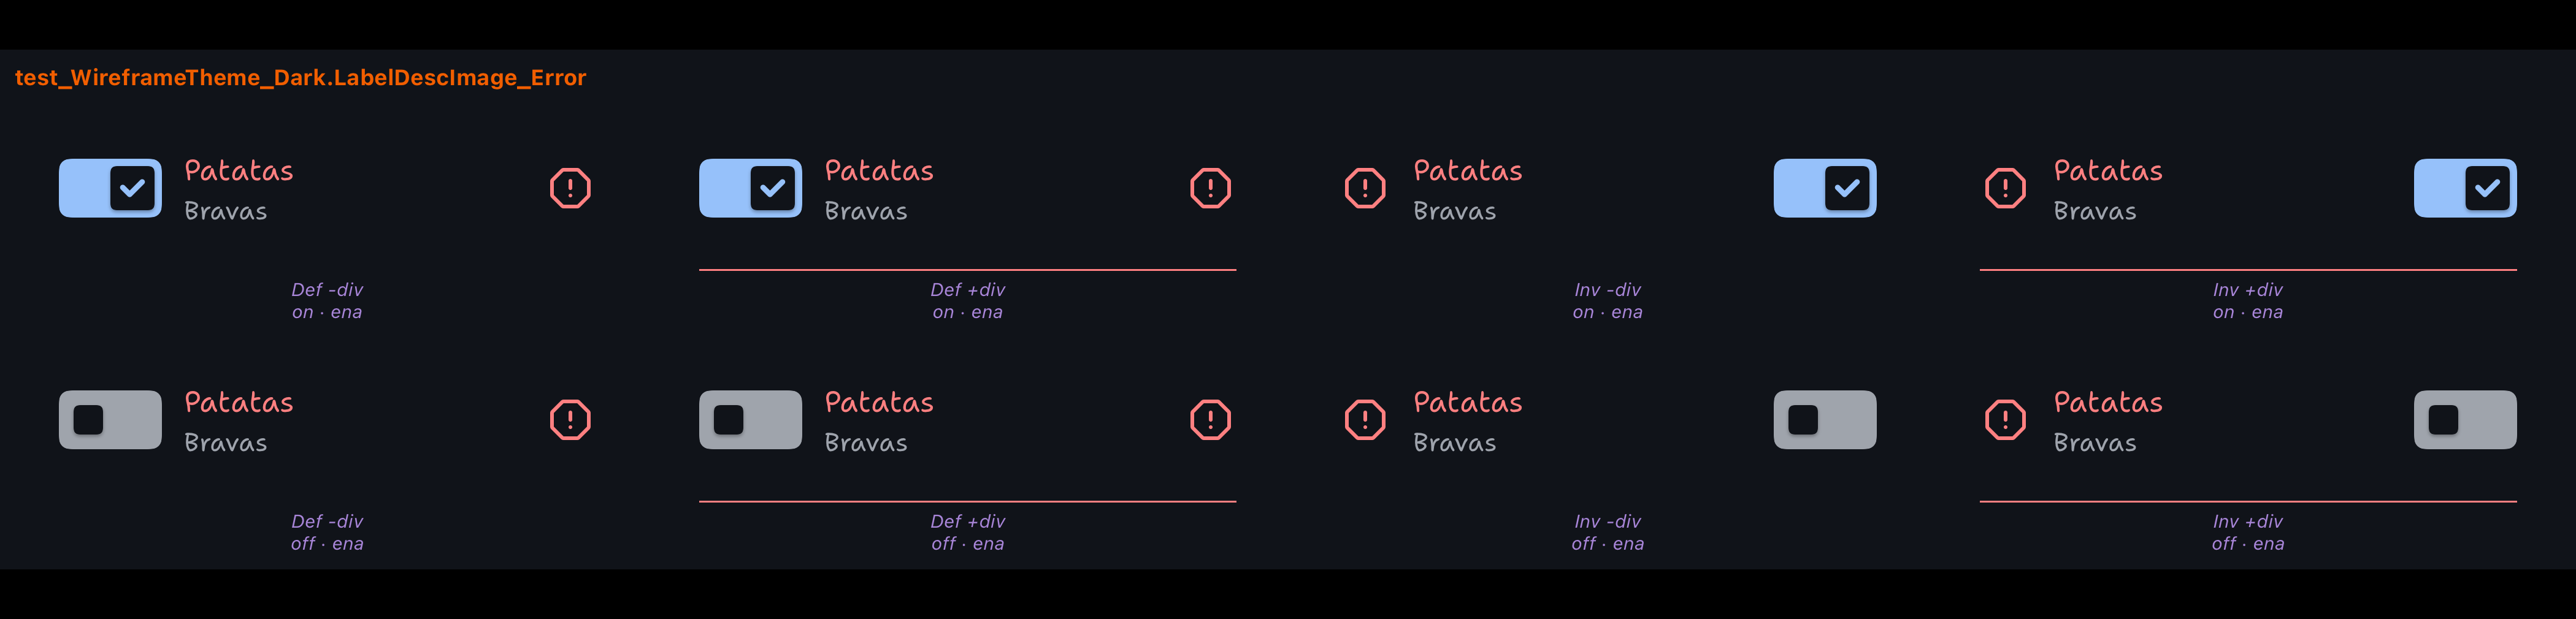 test_WireframeTheme_Dark.LabelDescImage_Error
Patatas
Bravas
Def -div
on · ena
Patatas
Bravas
Def +div
on · ena
Patatas
Bravas
Inv -div
on · ena
Patatas
Bravas
Inv +div
on · ena
Patatas
Bravas
Def -div
off · ena
Patatas
Bravas
Def +div
off · ena
Patatas
Bravas
Inv -div
off · ena
Patatas
Bravas
Inv +div
off · ena